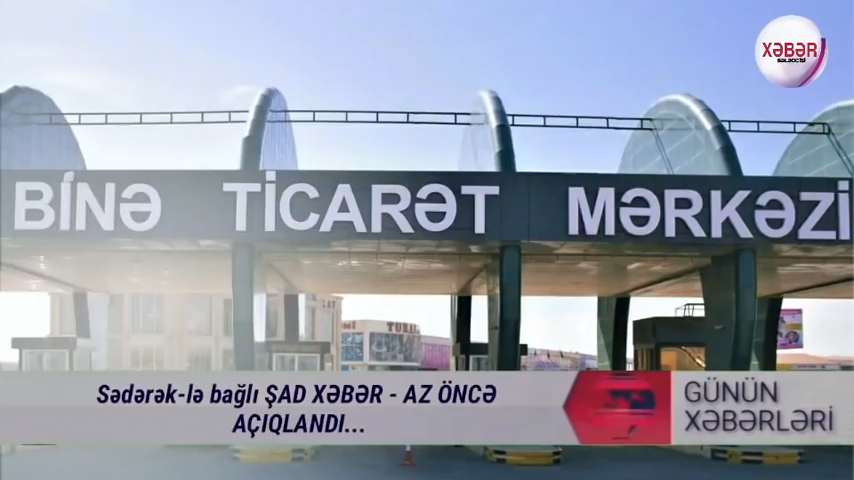 XƏBƏR
BİNƏ TİCARƏT MƏRKƏZİ
TURAL
Sədərək-lə bağlı ŞAD XƏBƏR - AZ ÖNCƏ
AÇIQLANDI...
GÜNÜN
XƏBƏRLƏRİ